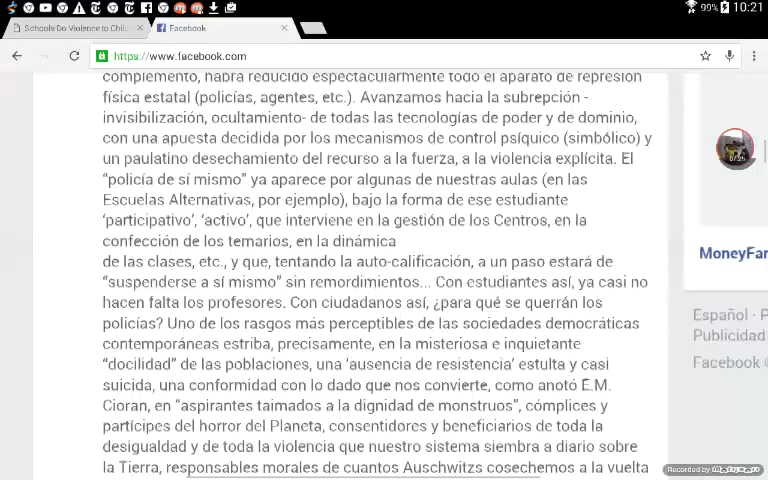 99% 10:21
Schools Do Violence to Chil
Facebook
https://www.facebook.com
complemento, habrá reducido espectacularmente todo el aparato de represión
física estatal (policías, agentes, etc.). Avanzamos hacia la subrepción -
invisibilización, ocultamiento- de todas las tecnologías de poder y de dominio,
con una apuesta decidida por los mecanismos de control psíquico (simbólico) y
un paulatino desechamiento del recurso a la fuerza, a la violencia explícita. El
“policía de sí mismo” ya aparece por algunas de nuestras aulas (en las
Escuelas Alternativas, por ejemplo), bajo la forma de ese estudiante
‘participativo’, ‘activo’, que interviene en la gestión de los Centros, en la
confección de los temarios, en la dinámica
de las clases, etc., y que, tentando la auto-calificación, a un paso estará de
“suspenderse a sí mismo” sin remordimientos... Con estudiantes así, ya casi no
hacen falta los profesores. Con ciudadanos así, ¿para qué se querrán los
policías? Uno de los rasgos más perceptibles de las sociedades democráticas
contemporáneas estriba, precisamente, en la misteriosa e inquietante
“docilidad” de las poblaciones, una ‘ausencia de resistencia’ estulta y casi
suicida, una conformidad con lo dado que nos convierte, como anotó E.M.
Cioran, en “aspirantes taimados a la dignidad de monstruos”, cómplices y
partícipes del horror del Planeta, consentidores y beneficiarios de toda la
desigualdad y de toda la violencia que nuestro sistema siembra a diario sobre
la Tierra, responsables morales de cuantos Auschwitzs cosechemos a la vuelta
07:25
MoneyFar
Español · P
Publicidad
Facebook ©
Recorded by